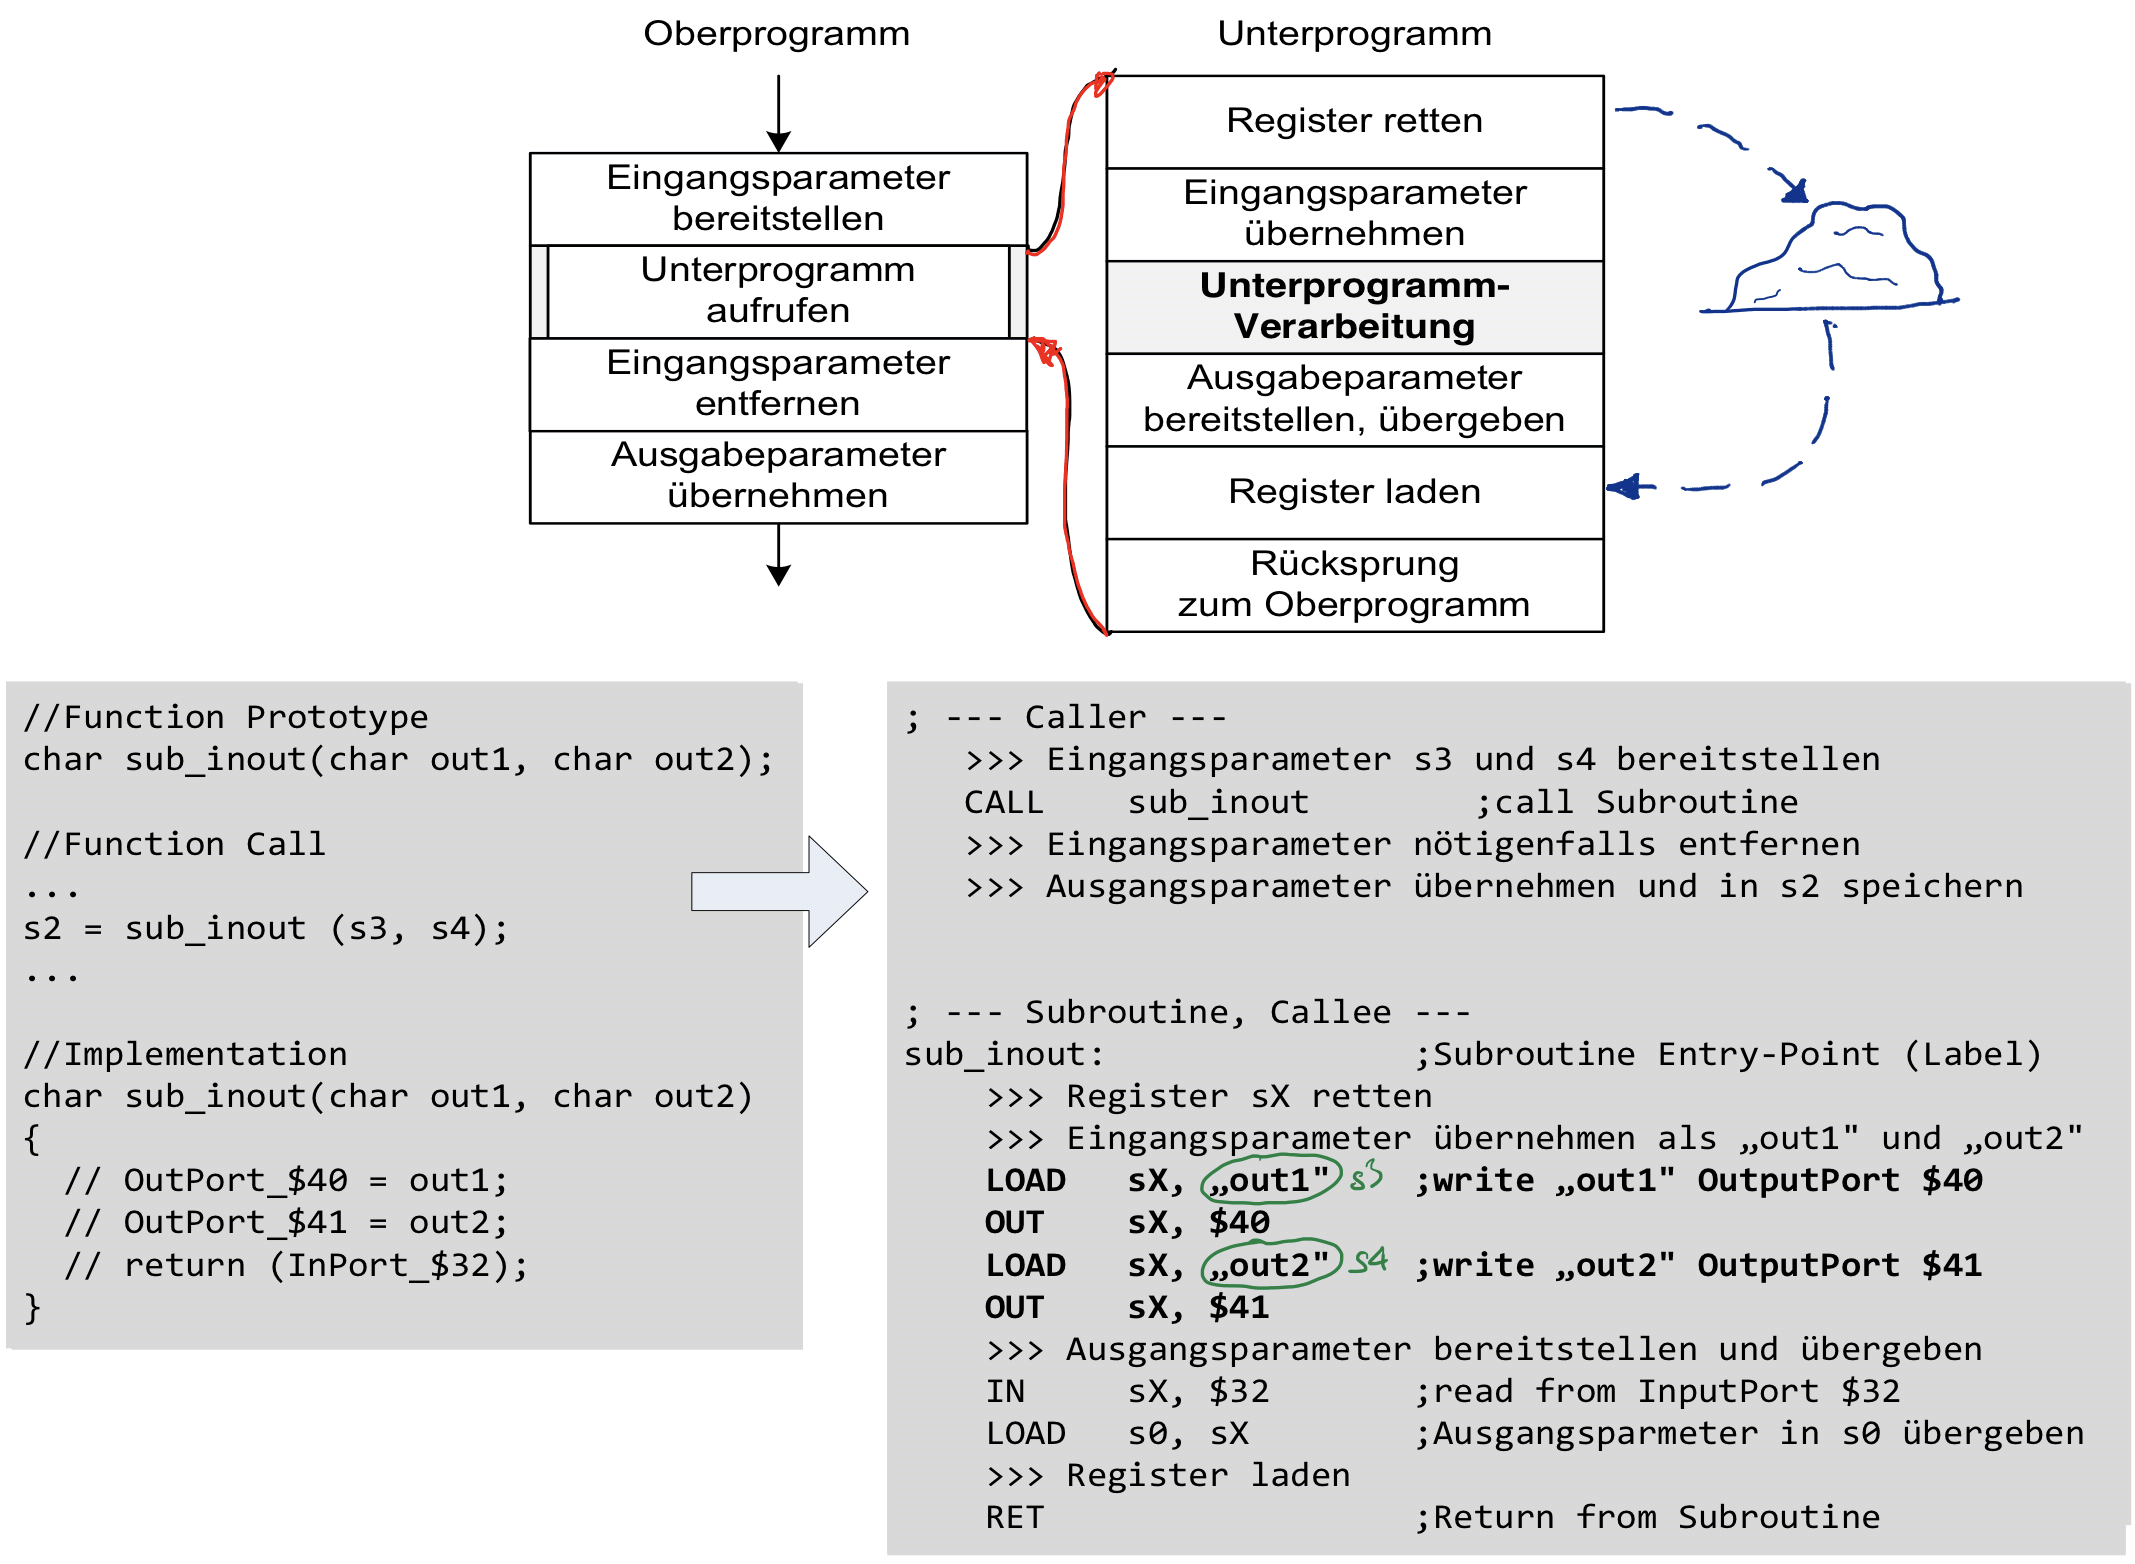 Oberprogramm
Eingangsparameter
bereitstellen
Unterprogramm
aufrufen
Eingangsparameter
entfernen
Ausgabeparameter
übernehmen
Unterprogramm
Register retten
Eingangsparameter
übernehmen
Unterprogramm-
Verarbeitung
Ausgabeparameter
bereitstellen, übergeben
Register laden
Rücksprung
zum Oberprogramm
//Function Prototype
char sub_inout(char out1, char out2);
//Function Call
...
s2 = sub_inout (s3, s4);
...
//Implementation
char sub_inout(char out1, char out2)
{
// OutPort_$40 = out1;
// OutPort_$41 = out2;
// return (InPort_$32);
}
; --- Caller ---
>>> Eingangsparameter s3 und s4 bereitstellen
CALL sub_inout ;call Subroutine
>>> Eingangsparameter nötigenfalls entfernen
>>> Ausgangsparameter übernehmen und in s2 speichern
; --- Subroutine, Callee ---
sub_inout: ;Subroutine Entry-Point (Label)
>>> Register sX retten
>>> Eingangsparameter übernehmen als „out1" und „out2"
LOAD sX, „out1" s3 ;write „out1" OutputPort $40
OUT sX, $40
LOAD sX, „out2" s4 ;write „out2" OutputPort $41
OUT sX, $41
>>> Ausgangsparameter bereitstellen und übergeben
IN sX, $32 ;read from InputPort $32
LOAD s0, sX ;Ausgangsparmeter in s0 übergeben
>>> Register laden
RET ;Return from Subroutine